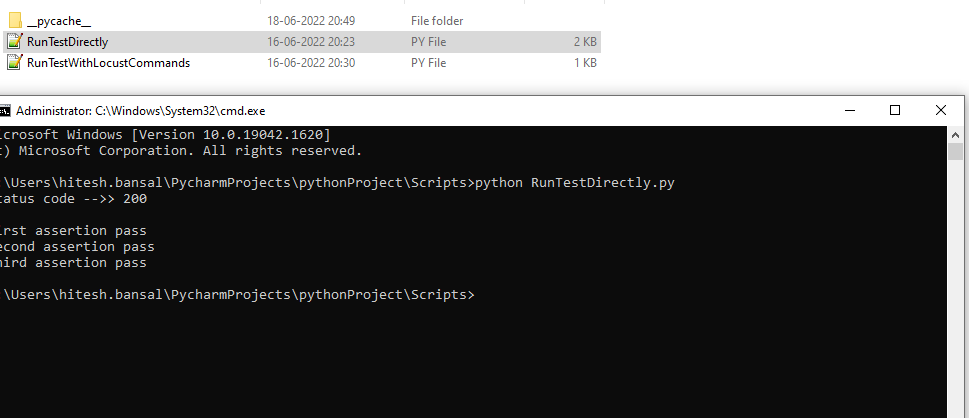 __pycache__ 18-06-2022 20:49 File folder
RunTestDirectly 16-06-2022 20:23 PY File 2 KB
RunTestWithLocustCommands 16-06-2022 20:30 PY File 1 KB
Administrator: C:\Windows\System32\cmd.exe
icrosoft Windows [Version 10.0.19042.1620]
c) Microsoft Corporation. All rights reserved.
:\Users\hitesh.bansal\PycharmProjects\pythonProject\Scripts>python RunTestDirectly.py
tatus code -->> 200
irst assertion pass
econd assertion pass
hird assertion pass
:\Users\hitesh.bansal\PycharmProjects\pythonProject\Scripts>